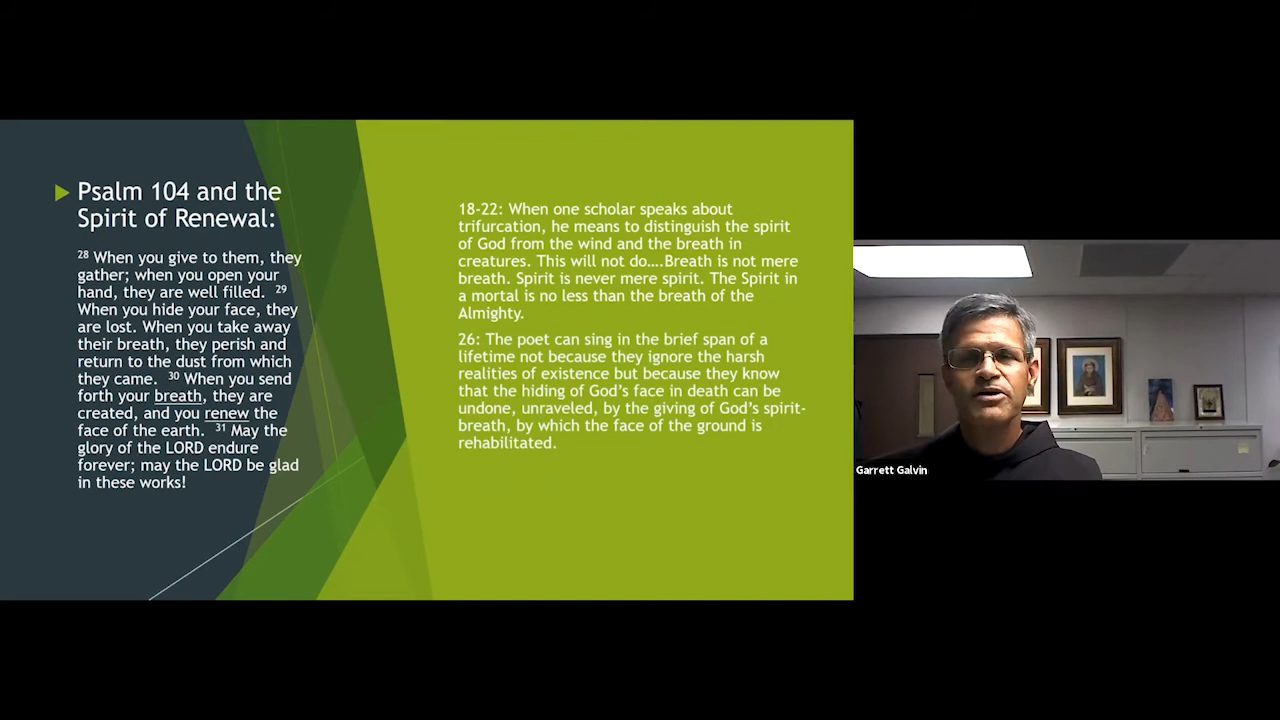 Psalm 104 and the
Spirit of Renewal:
28 When you give to them, they
gather; when you open your
hand, they are well filled. 29
When you hide your face, they
are lost. When you take away
their breath, they perish and
return to the dust from which
they came. 30 When you send
forth your breath, they are
created, and you renew the
face of the earth. 31 May the
glory of the LORD endure
forever; may the LORD be glad
in these works!
18-22: When one scholar speaks about
trifurcation, he means to distinguish the spirit
of God from the wind and the breath in
creatures. This will not do....Breath is not mere
breath. Spirit is never mere spirit. The Spirit in
a mortal is no less than the breath of the
Almighty.
26: The poet can sing in the brief span of a
lifetime not because they ignore the harsh
realities of existence but because they know
that the hiding of God's face in death can be
undone, unraveled, by the giving of God's spirit-
breath, by which the face of the ground is
rehabilitated.
Garrett Galvin